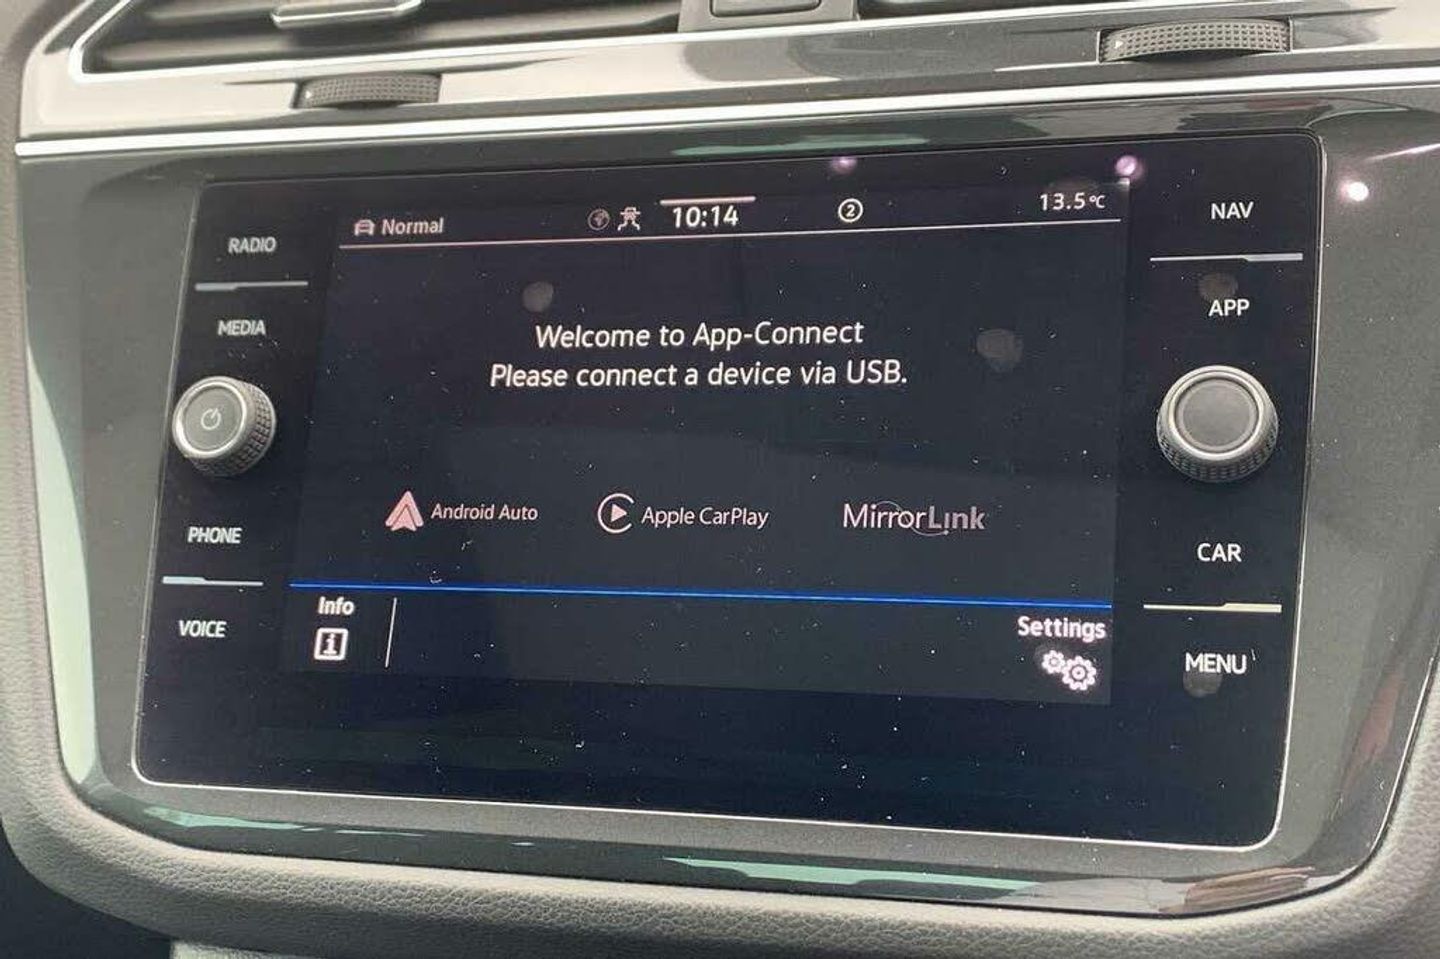 Normal
10:14
2
13.5°C
RADIO
MEDIA
PHONE
VOICE
Welcome to App-Connect
Please connect a device via USB.
Android Auto
Apple CarPlay
MirrorLink
Info
i
Settings
NAV
APP
CAR
MENU